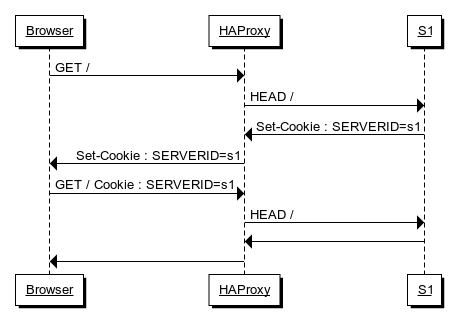 Browser HAProxy S1
GET /
HEAD /
Set-Cookie : SERVERID=s1
Set-Cookie : SERVERID=s1
GET / Cookie : SERVERID=s1
HEAD /
Browser HAProxy S1